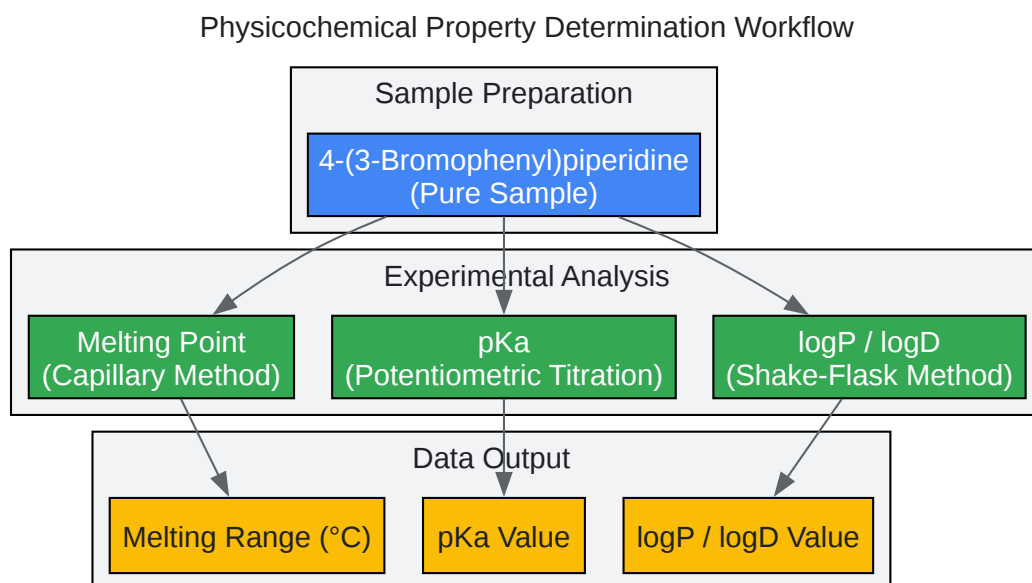 Physicochemical Property Determination Workflow
Sample Preparation
4-(3-Bromophenyl)piperidine
(Pure Sample)
Experimental Analysis
Melting Point
(Capillary Method)
pKa
(Potentiometric Titration)
logP / logD
(Shake-Flask Method)
Data Output
Melting Range (°C)
pKa Value
logP / logD Value